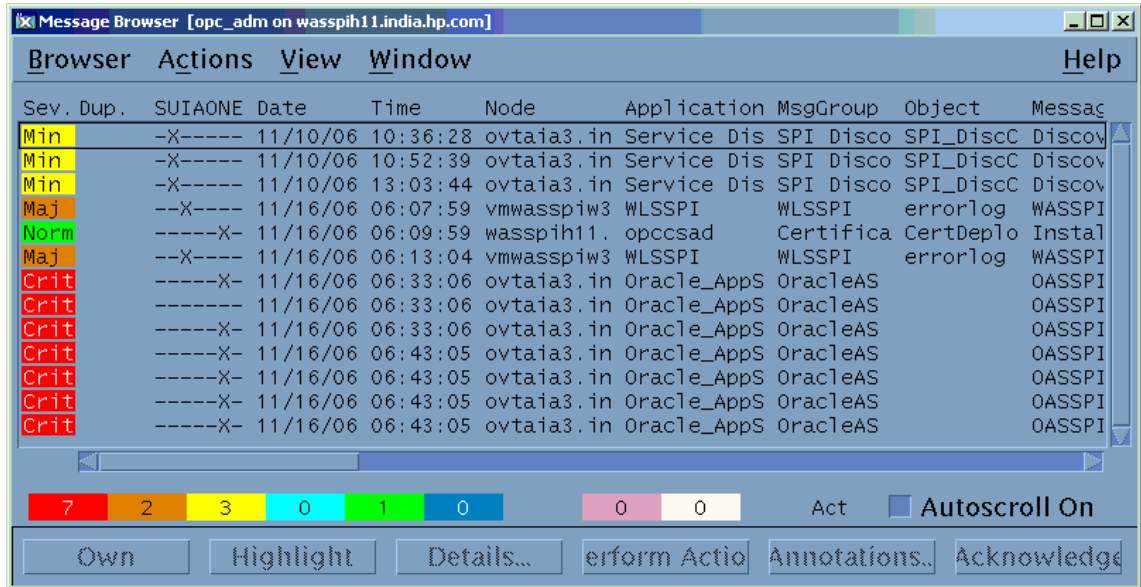 Message Browser [opc_adm on wasspih11.india.hp.com]
Browser Actions View Window Help
Sev. Dup. SUIAONE Date Time Node Application MsgGroup Object Messag
Min -X----- 11/10/06 10:36:28 ovtaia3.in Service Dis SPI Disco SPI_DiscC Discov
Min -X----- 11/10/06 10:52:39 ovtaia3.in Service Dis SPI Disco SPI_DiscC Discov
Min -X----- 11/10/06 13:03:44 ovtaia3.in Service Dis SPI Disco SPI_DiscC Discov
Maj --X---- 11/16/06 06:07:59 vmwasspiw3 WLSSPI WLSSPI errorlog WASSPI
Norm -----X- 11/16/06 06:09:59 wasspih11. opccsad Certifica CertDeplo Instal
Maj --X---- 11/16/06 06:13:04 vmwasspiw3 WLSSPI WLSSPI errorlog WASSPI
Crit -----X- 11/16/06 06:33:06 ovtaia3.in Oracle_AppS OracleAS OASSPI
Crit ------- 11/16/06 06:33:06 ovtaia3.in Oracle_AppS OracleAS OASSPI
Crit -----X- 11/16/06 06:33:06 ovtaia3.in Oracle_AppS OracleAS OASSPI
Crit -----X- 11/16/06 06:43:05 ovtaia3.in Oracle_AppS OracleAS OASSPI
Crit -----X- 11/16/06 06:43:05 ovtaia3.in Oracle_AppS OracleAS OASSPI
Crit -----X- 11/16/06 06:43:05 ovtaia3.in Oracle_AppS OracleAS OASSPI
Crit -----X- 11/16/06 06:43:05 ovtaia3.in Oracle_AppS OracleAS OASSPI
7 2 3 0 1 0 0 0 Act Autoscroll On
Own Highlight Details... erform Actio Annotations.. Acknowledge